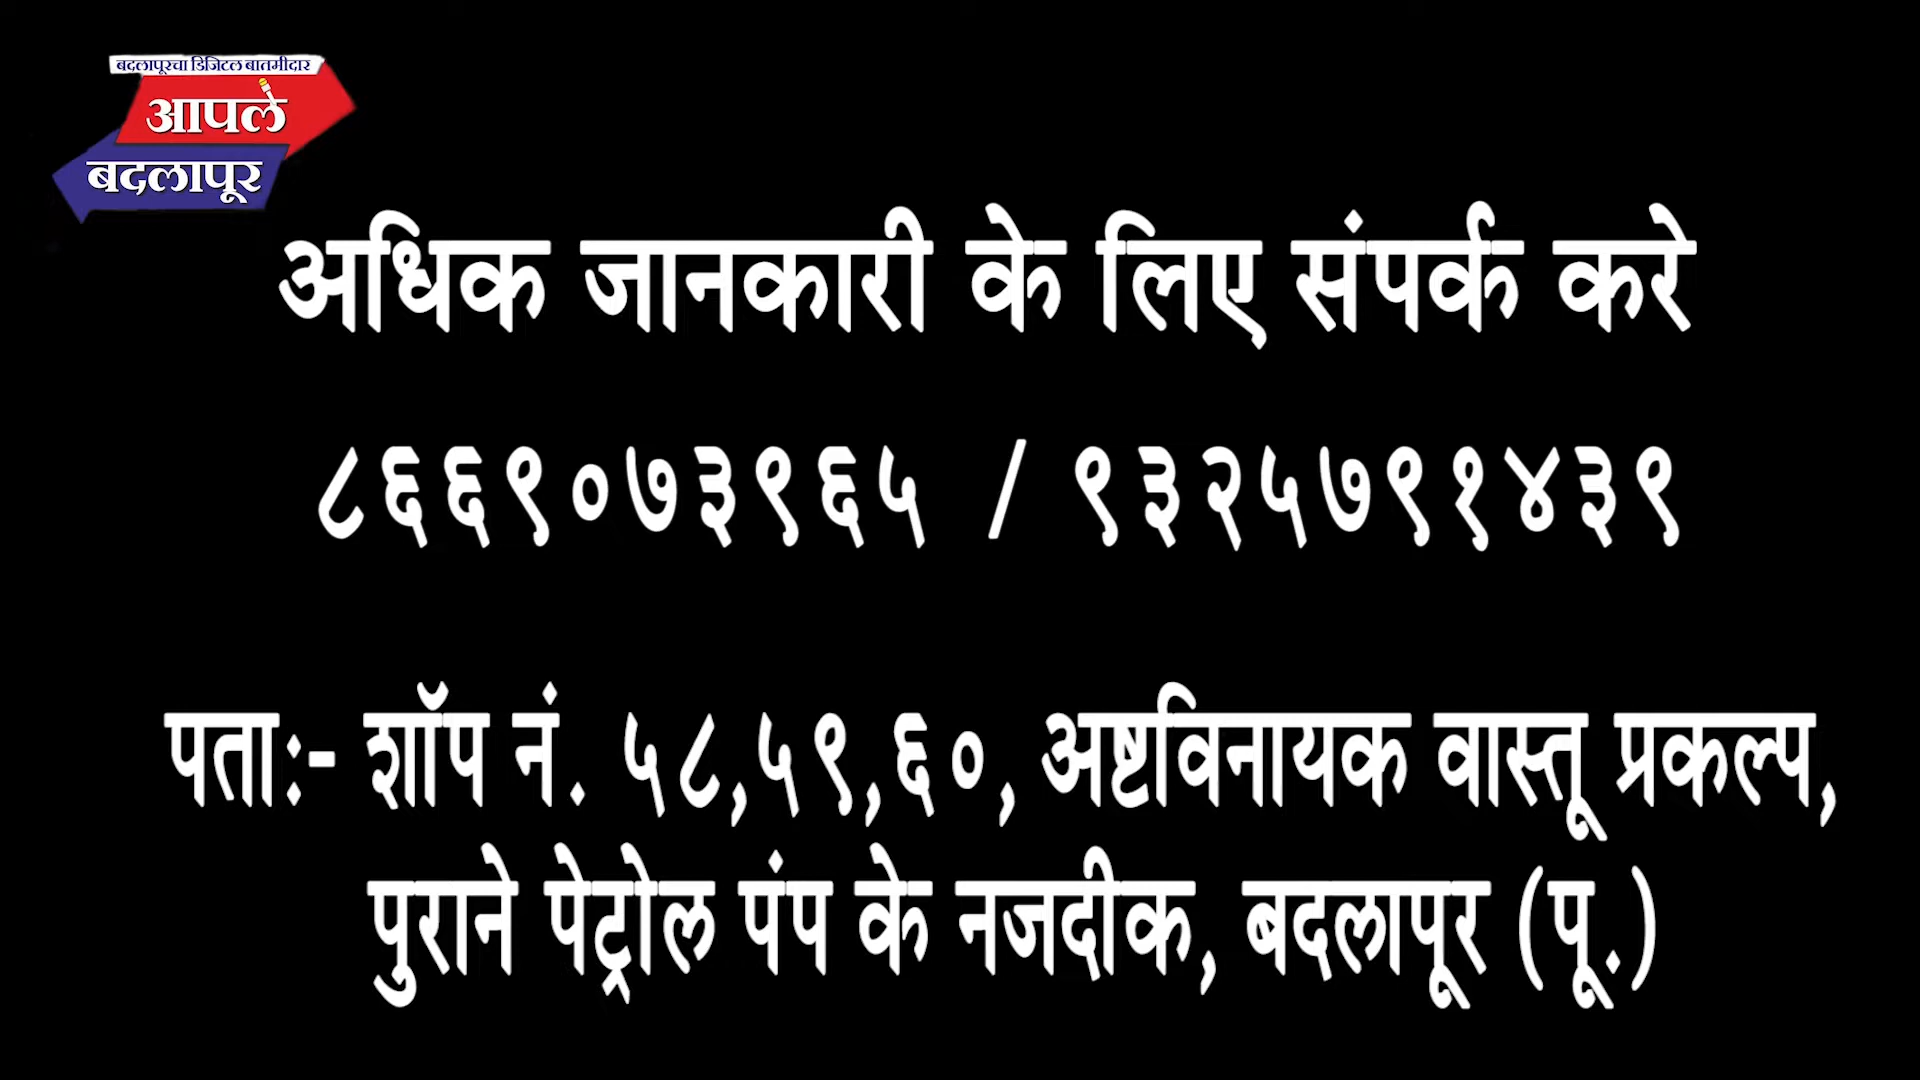 बदलापूरचा डिजिटल बातमीदार
आपले
बदलापूर
अधिक जानकारी के लिए संपर्क करे
८६६९०७३९६५ / ९३२५७९१४३९
पताः- शॉप नं. ५८,५९,६०, अष्टविनायक वास्तू प्रकल्प,
पुराने पेट्रोल पंप के नजदीक, बदलापूर (पू.)